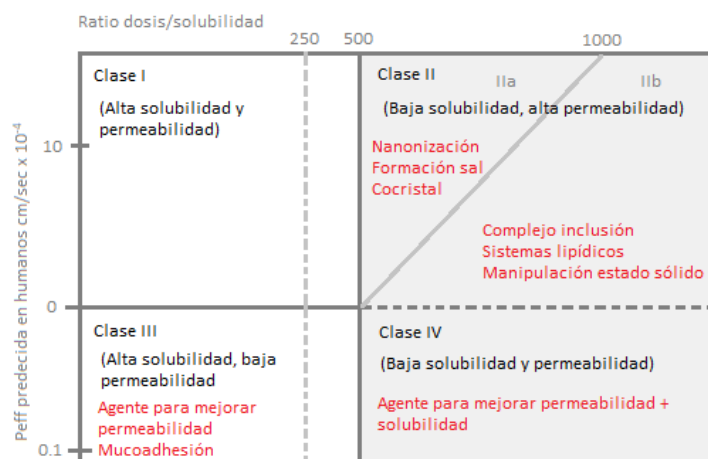 Ratio dosis/solubilidad
250
500
1000
Clase I
(Alta solubilidad y
permeabilidad)
Clase II
IIa
IIb
(Baja solubilidad, alta permeabilidad)
Nanonización
Formación sal
Cocristal
Complejo inclusión
Sistemas lipídicos
Manipulación estado sólido
Peff predecida en humanos cm/sec x 10⁻⁴
10
0
0.1
Clase III
(Alta solubilidad, baja
permeabilidad
Agente para mejorar
permeabilidad
Mucoadhesión
Clase IV
(Baja solubilidad y permeabilidad)
Agente para mejorar permeabilidad +
solubilidad